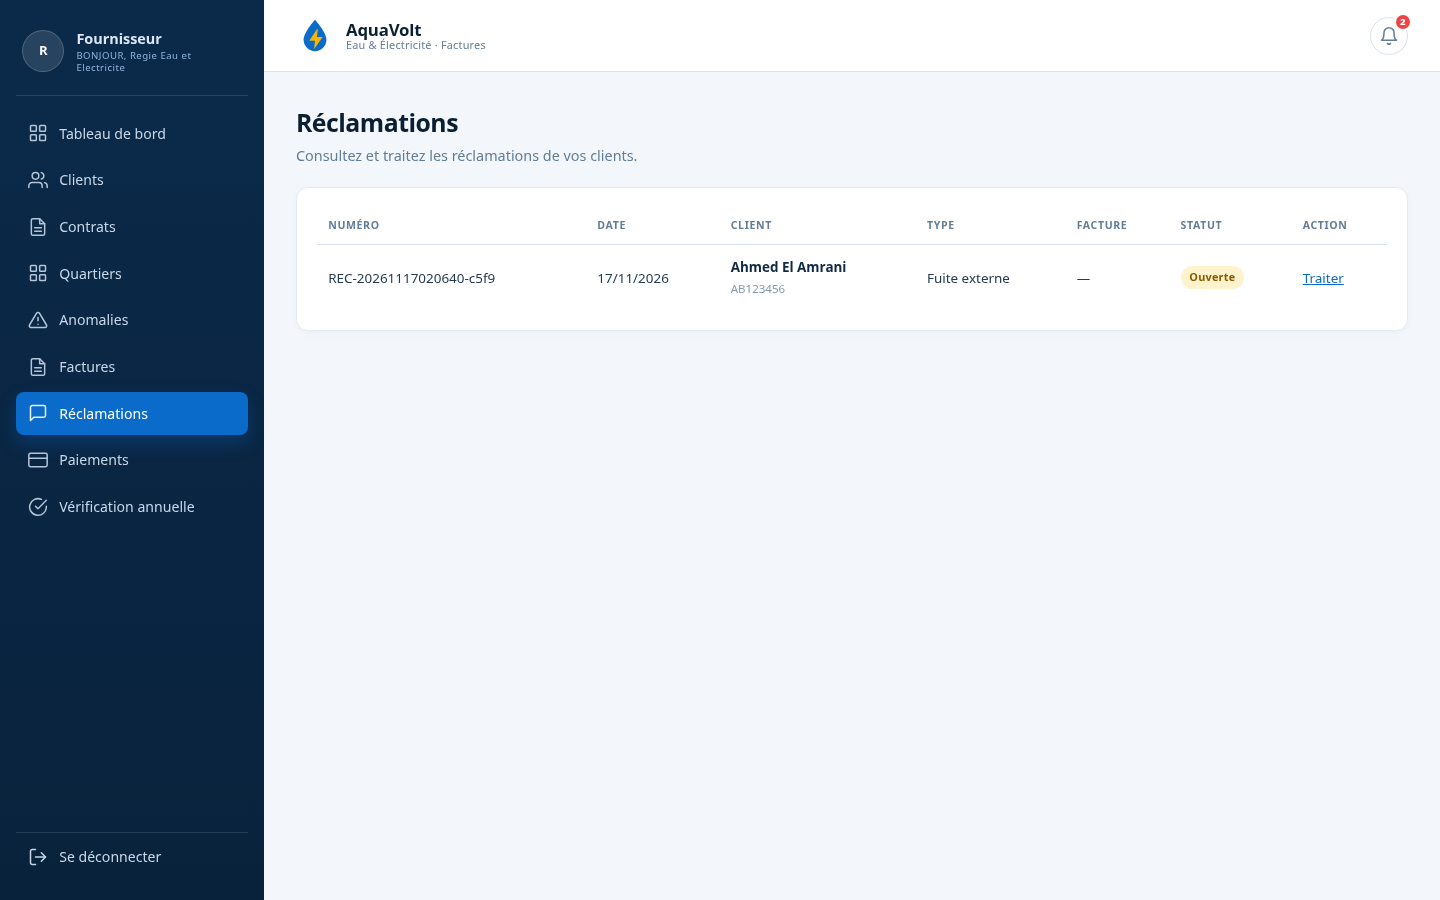 R
Fournisseur
BONJOUR, Regie Eau et
Electricite
Tableau de bord
Clients
Contrats
Quartiers
Anomalies
Factures
Réclamations
Paiements
Vérification annuelle
Se déconnecter
AquaVolt
Eau & Électricité · Factures
2
Réclamations
Consultez et traitez les réclamations de vos clients.
NUMÉRO DATE CLIENT TYPE FACTURE STATUT ACTION
REC-20261117020640-c5f9 17/11/2026 Ahmed El Amrani Fuite externe — Ouverte Traiter
AB123456